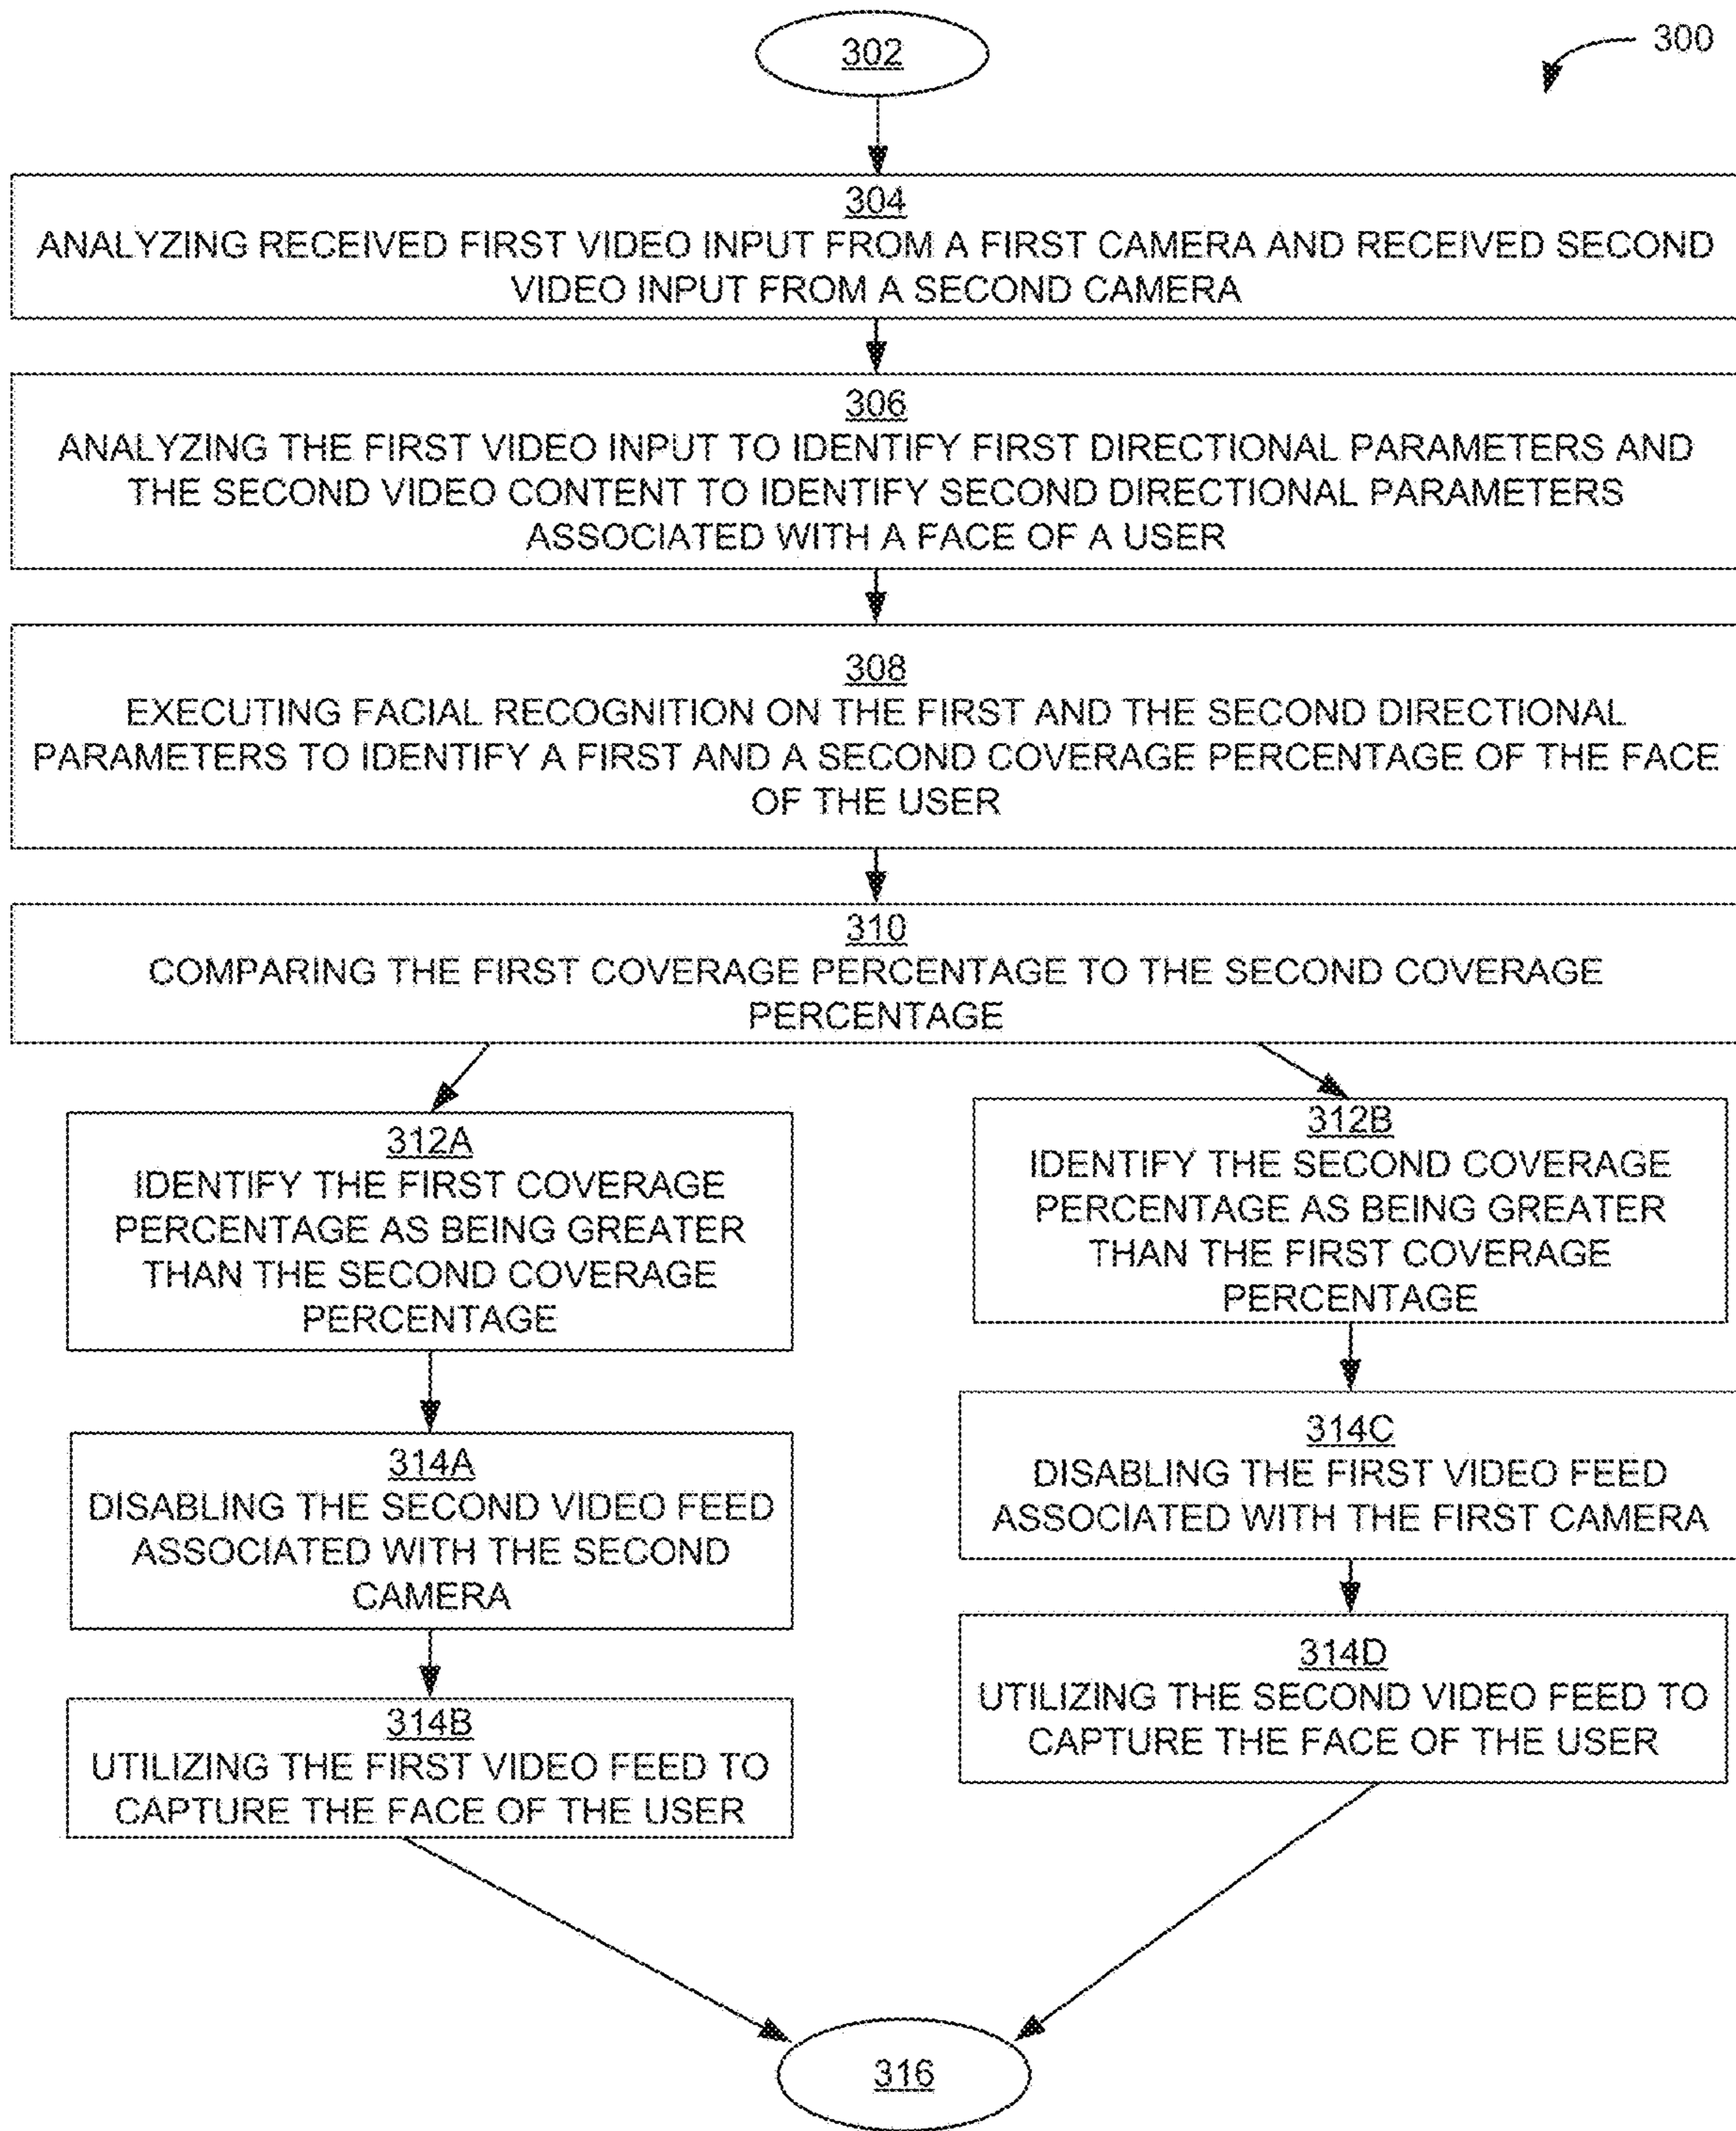 302
300
304
ANALYZING RECEIVED FIRST VIDEO INPUT FROM A FIRST CAMERA AND RECEIVED SECOND
VIDEO INPUT FROM A SECOND CAMERA
306
ANALYZING THE FIRST VIDEO INPUT TO IDENTIFY FIRST DIRECTIONAL PARAMETERS AND
THE SECOND VIDEO CONTENT TO IDENTIFY SECOND DIRECTIONAL PARAMETERS
ASSOCIATED WITH A FACE OF A USER
308
EXECUTING FACIAL RECOGNITION ON THE FIRST AND THE SECOND DIRECTIONAL
PARAMETERS TO IDENTIFY A FIRST AND A SECOND COVERAGE PERCENTAGE OF THE FACE
OF THE USER
310
COMPARING THE FIRST COVERAGE PERCENTAGE TO THE SECOND COVERAGE
PERCENTAGE
312A
IDENTIFY THE FIRST COVERAGE
PERCENTAGE AS BEING GREATER
THAN THE SECOND COVERAGE
PERCENTAGE
312B
IDENTIFY THE SECOND COVERAGE
PERCENTAGE AS BEING GREATER
THAN THE FIRST COVERAGE
PERCENTAGE
314A
DISABLING THE SECOND VIDEO FEED
ASSOCIATED WITH THE SECOND
CAMERA
314C
DISABLING THE FIRST VIDEO FEED
ASSOCIATED WITH THE FIRST CAMERA
314B
UTILIZING THE FIRST VIDEO FEED TO
CAPTURE THE FACE OF THE USER
314D
UTILIZING THE SECOND VIDEO FEED TO
CAPTURE THE FACE OF THE USER
316